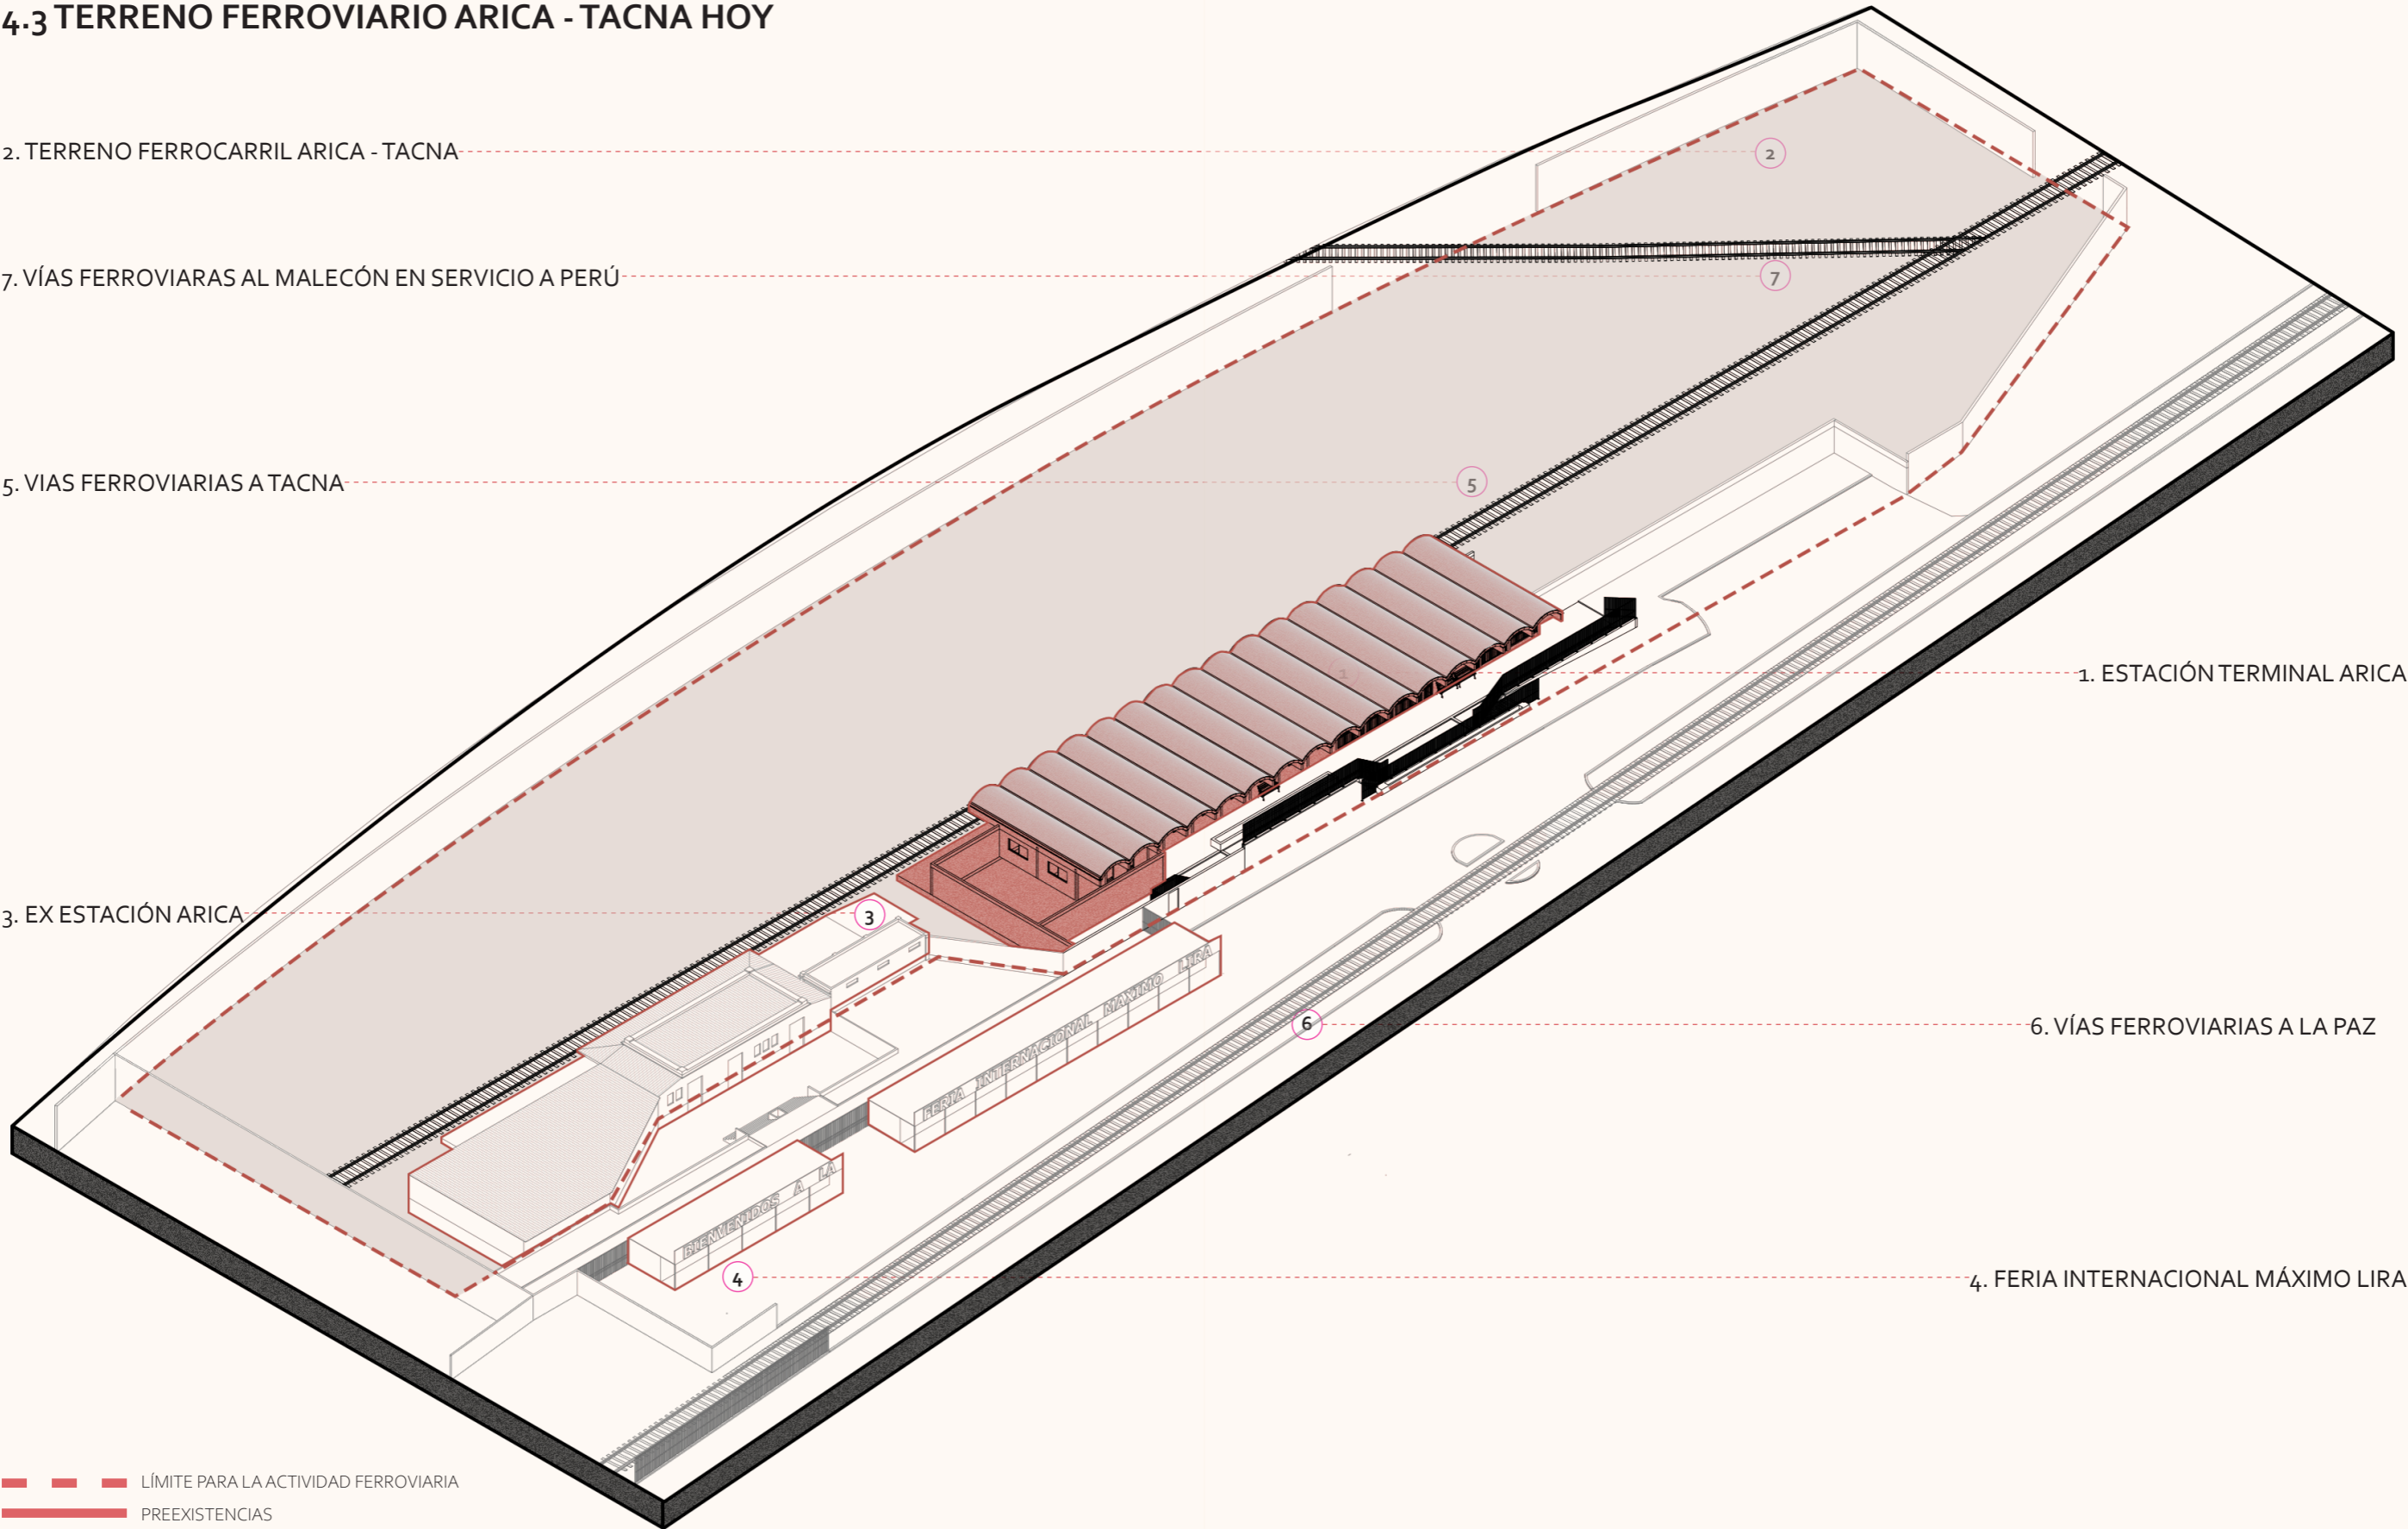 4.3 TERRENO FERROVIARIO ARICA - TACNA HOY
2. TERRENO FERROCARRIL ARICA - TACNA
2
7. VÍAS FERROVIARAS AL MALECÓN EN SERVICIO A PERÚ
7
5. VIAS FERROVIARIAS A TACNA
5
1
1. ESTACIÓN TERMINAL ARICA
3. EX ESTACIÓN ARICA
3
FERIA INTERNACIONAL MAXIMO LIRA
6
6. VÍAS FERROVIARIAS A LA PAZ
BIENVENIDOS A LA
4
4. FERIA INTERNACIONAL MÁXIMO LIRA
LÍMITE PARA LA ACTIVIDAD FERROVIARIA
PREEXISTENCIAS